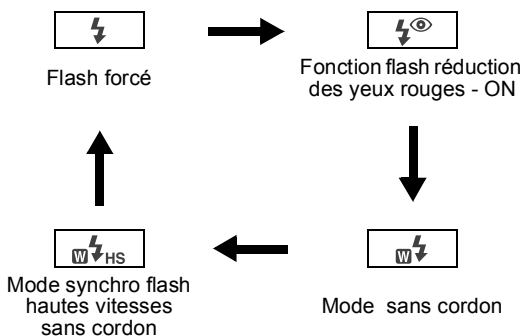 Flash forcé
Fonction flash réduction
des yeux rouges - ON
W HS
W
Mode synchro flash
hautes vitesses
sans cordon
Mode sans cordon